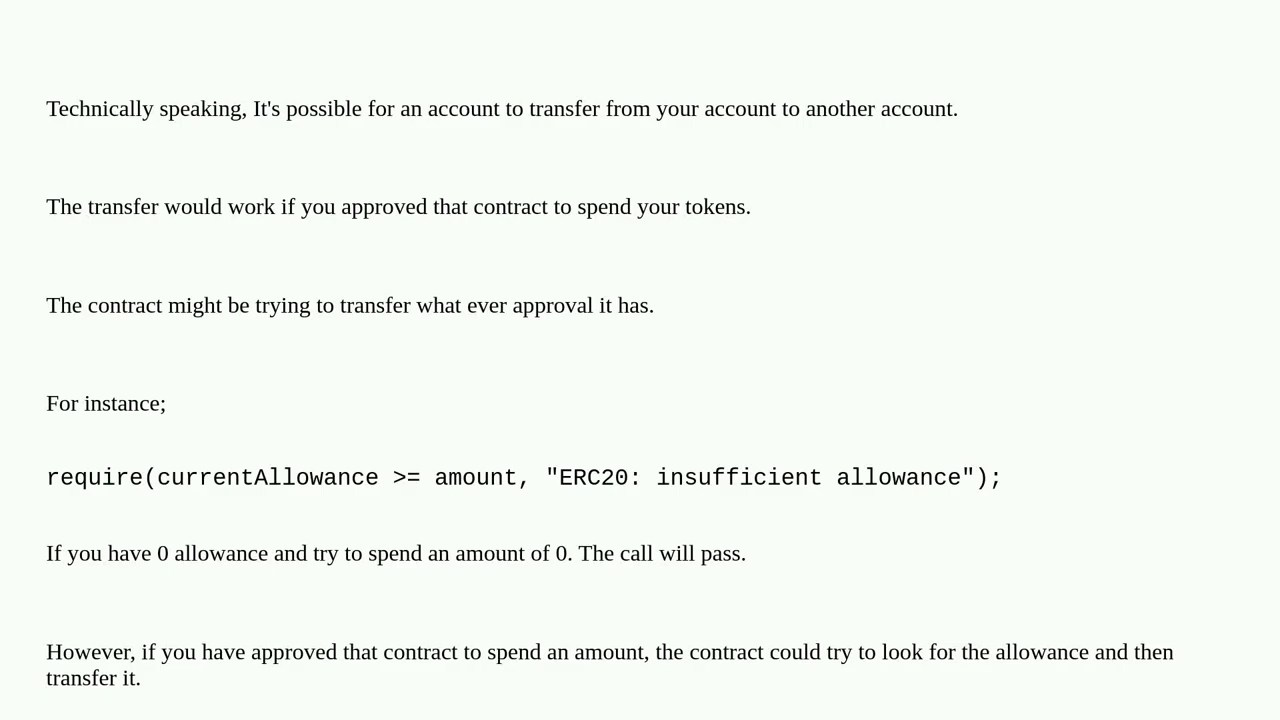 Technically speaking, It's possible for an account to transfer from your account to another account.
The transfer would work if you approved that contract to spend your tokens.
The contract might be trying to transfer what ever approval it has.
For instance;
require(currentAllowance >= amount, "ERC20: insufficient allowance");
If you have 0 allowance and try to spend an amount of 0. The call will pass.
However, if you have approved that contract to spend an amount, the contract could try to look for the allowance and then
transfer it.